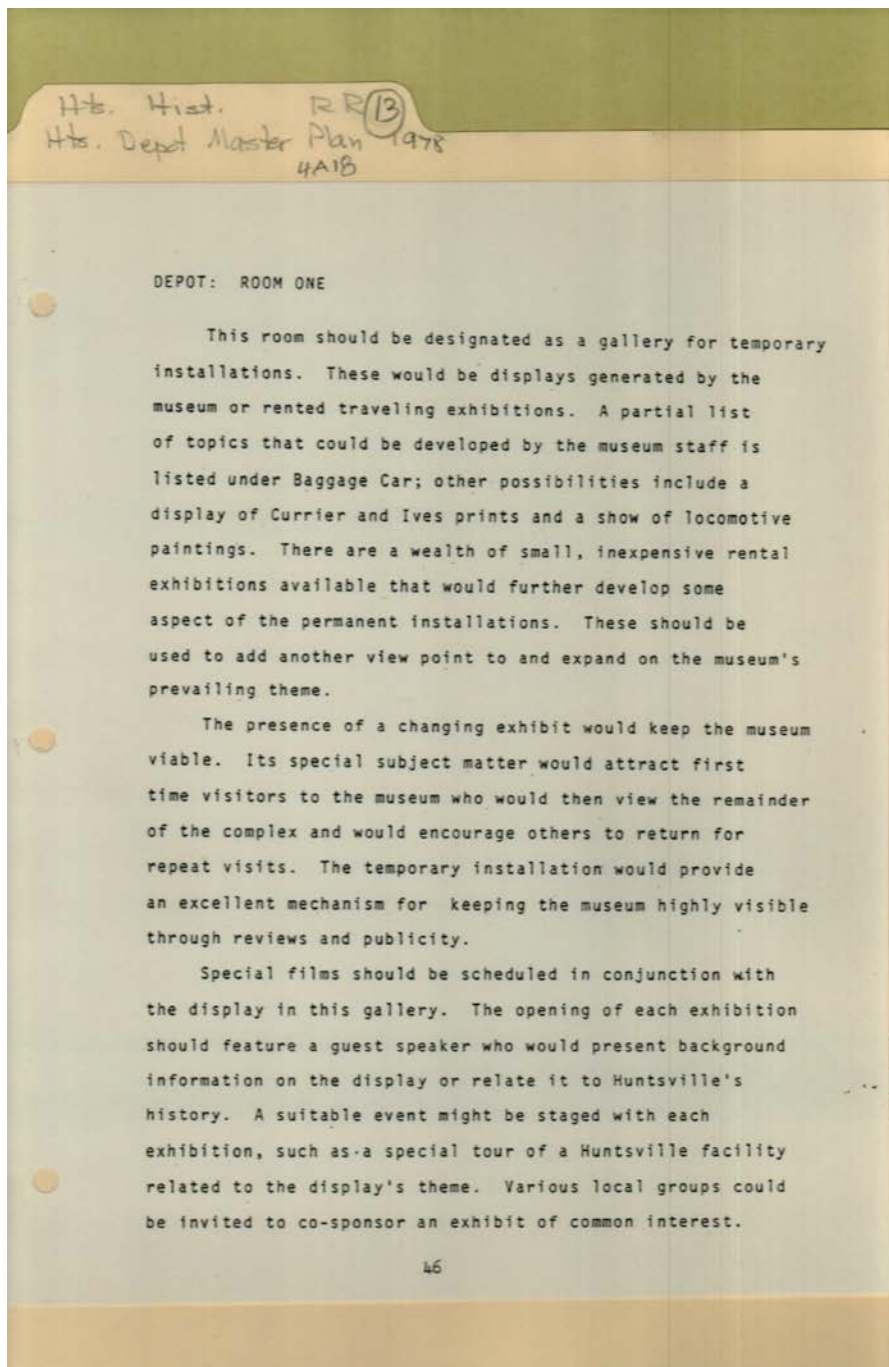 Hts. Hist. RR 13
Hts. Depot Master Plan 1978
4A1B
DEPOT: ROOM ONE
This room should be designated as a gallery for temporary
installations. These would be displays generated by the
museum or rented traveling exhibitions. A partial list
of topics that could be developed by the museum staff is
listed under Baggage Car; other possibilities include a
display of Currier and Ives prints and a show of locomotive
paintings. There are a wealth of small, inexpensive rental
exhibitions available that would further develop some
aspect of the permanent installations. These should be
used to add another view point to and expand on the museum's
prevailing theme.
The presence of a changing exhibit would keep the museum
viable. Its special subject matter would attract first
time visitors to the museum who would then view the remainder
of the complex and would encourage others to return for
repeat visits. The temporary installation would provide
an excellent mechanism for keeping the museum highly visible
through reviews and publicity.
Special films should be scheduled in conjunction with
the display in this gallery. The opening of each exhibition
should feature a guest speaker who would present background
information on the display or relate it to Huntsville's
history. A suitable event might be staged with each
exhibition, such as a special tour of a Huntsville facility
related to the display's theme. Various local groups could
be invited to co-sponsor an exhibit of common interest.
46